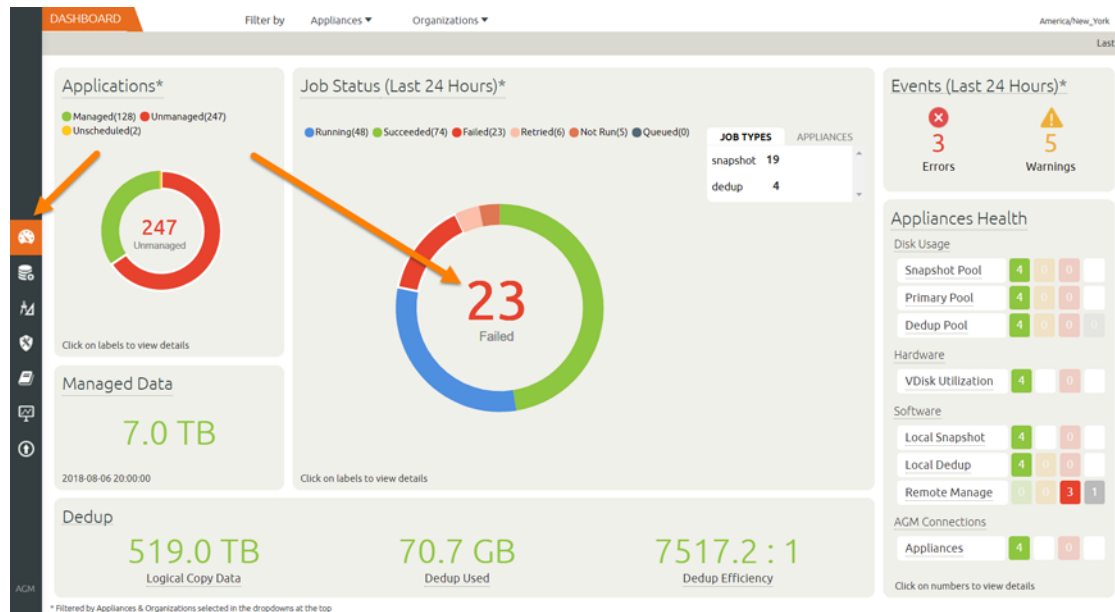 DASHBOARD
Filter by
Appliances ▼
Organizations ▼
America/New_York
Last
Applications*
Managed(128) Unmanaged(247)
Unscheduled(2)
247
Unmanaged
Click on labels to view details
Managed Data
7.0 TB
2018-08-06 20:00:00
Job Status (Last 24 Hours)*
Running(48) Succeeded(74) Failed(23) Retried(6) Not Run(5) Queued(0)
JOB TYPES APPLIANCES
snapshot 19
dedup 4
23
Failed
Click on labels to view details
Dedup
519.0 TB
Logical Copy Data
70.7 GB
Dedup Used
7517.2 : 1
Dedup Efficiency
Events (Last 24 Hours)*
3
Errors
5
Warnings
Appliances Health
Disk Usage
Snapshot Pool 4 0 0
Primary Pool 4 0 0
Dedup Pool 4 0 0 0
Hardware
VDisk Utilization 4 0
Software
Local Snapshot 4 0
Local Dedup 4 0 0
Remote Manage 0 0 3 1
AGM Connections
Appliances 4 0
Click on numbers to view details
AGM
* Filtered by Appliances & Organizations selected in the dropdowns at the top